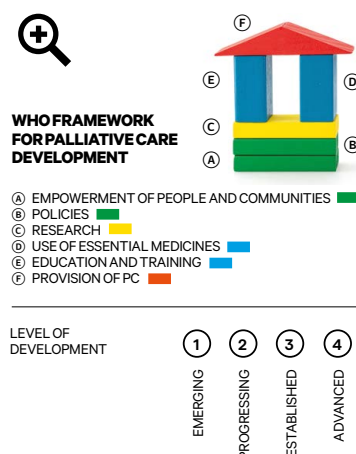 F
E
D
C
B
A
WHO FRAMEWORK
FOR PALLIATIVE CARE
DEVELOPMENT
A EMPOWERMENT OF PEOPLE AND COMMUNITIES
B POLICIES
C RESEARCH
D USE OF ESSENTIAL MEDICINES
E EDUCATION AND TRAINING
F PROVISION OF PC
LEVEL OF
DEVELOPMENT
1 2 3 4
EMERGING
PROGRESSING
ESTABLISHED
ADVANCED